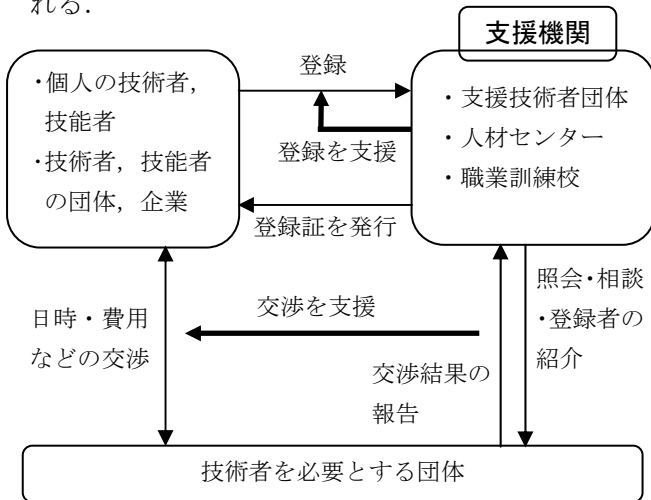 れる．
支援機関
・個人の技術者，
技能者
・技術者，技能者
の団体，企業
登録
登録を支援
登録証を発行
・支援技術者団体
・人材センター
・職業訓練校
日時・費用
などの交渉
交渉を支援
交渉結果の
報告
照会・相談
・登録者の
紹介
技術者を必要とする団体